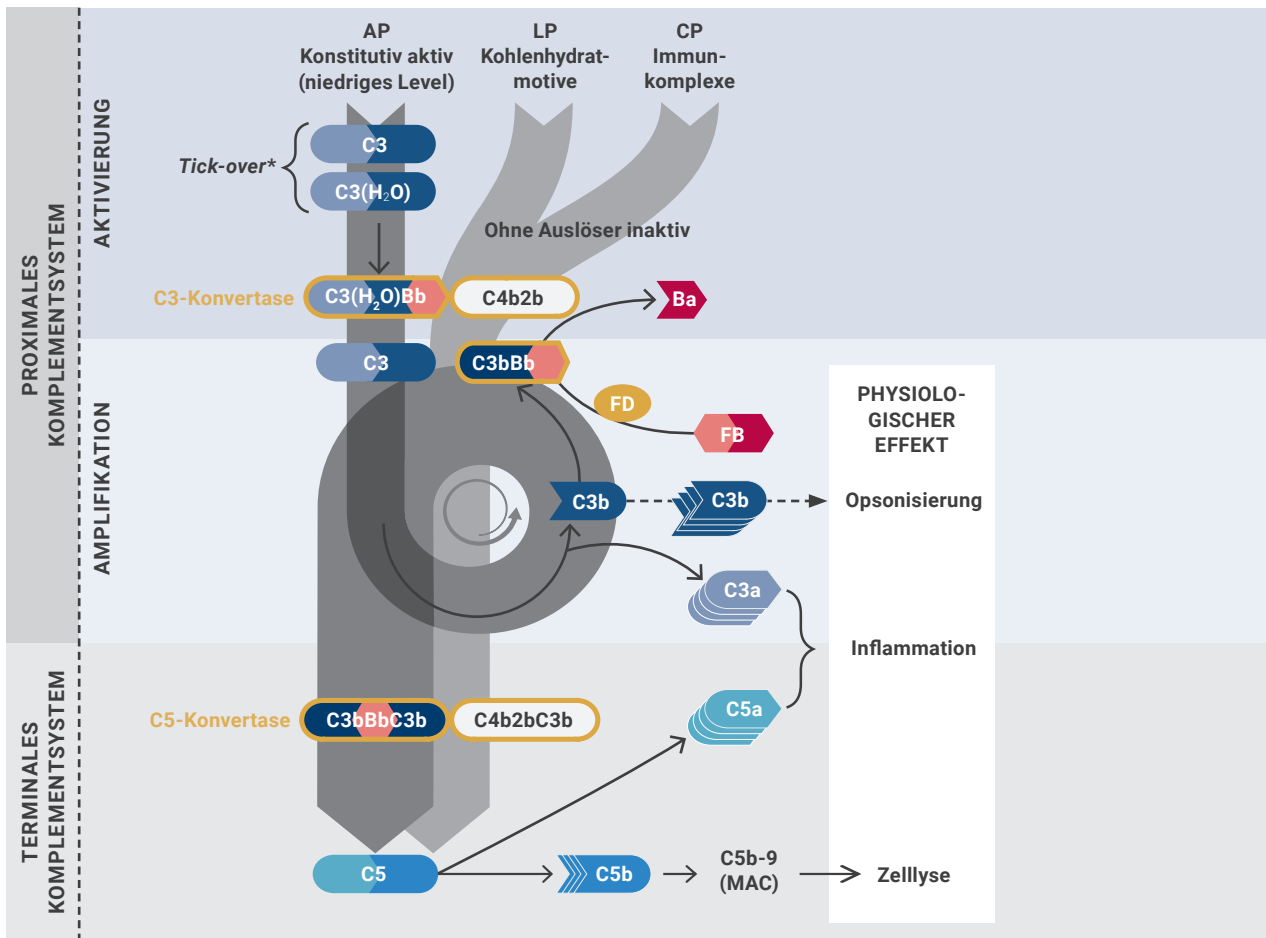 PROXIMALES
KOMPLEMENTSYSTEM
AKTIVIERUNG
AP
Konstitutiv aktiv
(niedriges Level)
LP
Kohlenhydrat-
motive
CP
Immun-
komplexe
Tick-over*
C3
C3(H₂O)
Ohne Auslöser inaktiv
C3-Konvertase
C3(H₂O)Bb
C4b2b
Ba
AMPLIFIKATION
C3
C3bBb
FD
FB
PHYSIOLO-
GISCHER
EFFEKT
C3b
C3b
Opsonisierung
C3a
Inflammation
TERMINALES
KOMPLEMENTSYSTEM
C5-Konvertase
C3bBbC3b
C4b2bC3b
C5a
C5
C5b
C5b-9
(MAC)
Zelllyse